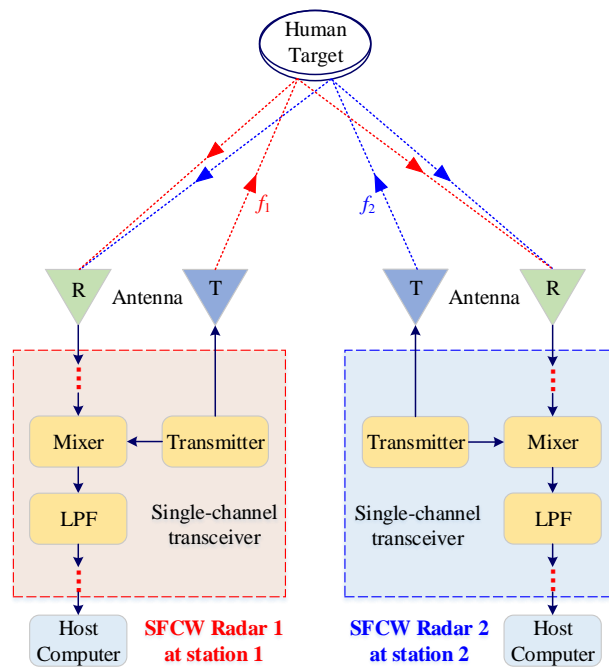 Human
Target
f1
f2
R
Antenna
T
T
Antenna
R
Mixer
Transmitter
Transmitter
Mixer
LPF
Single-channel
transceiver
Single-channel
transceiver
LPF
Host
Computer
SFCW Radar 1
at station 1
SFCW Radar 2
at station 2
Host
Computer